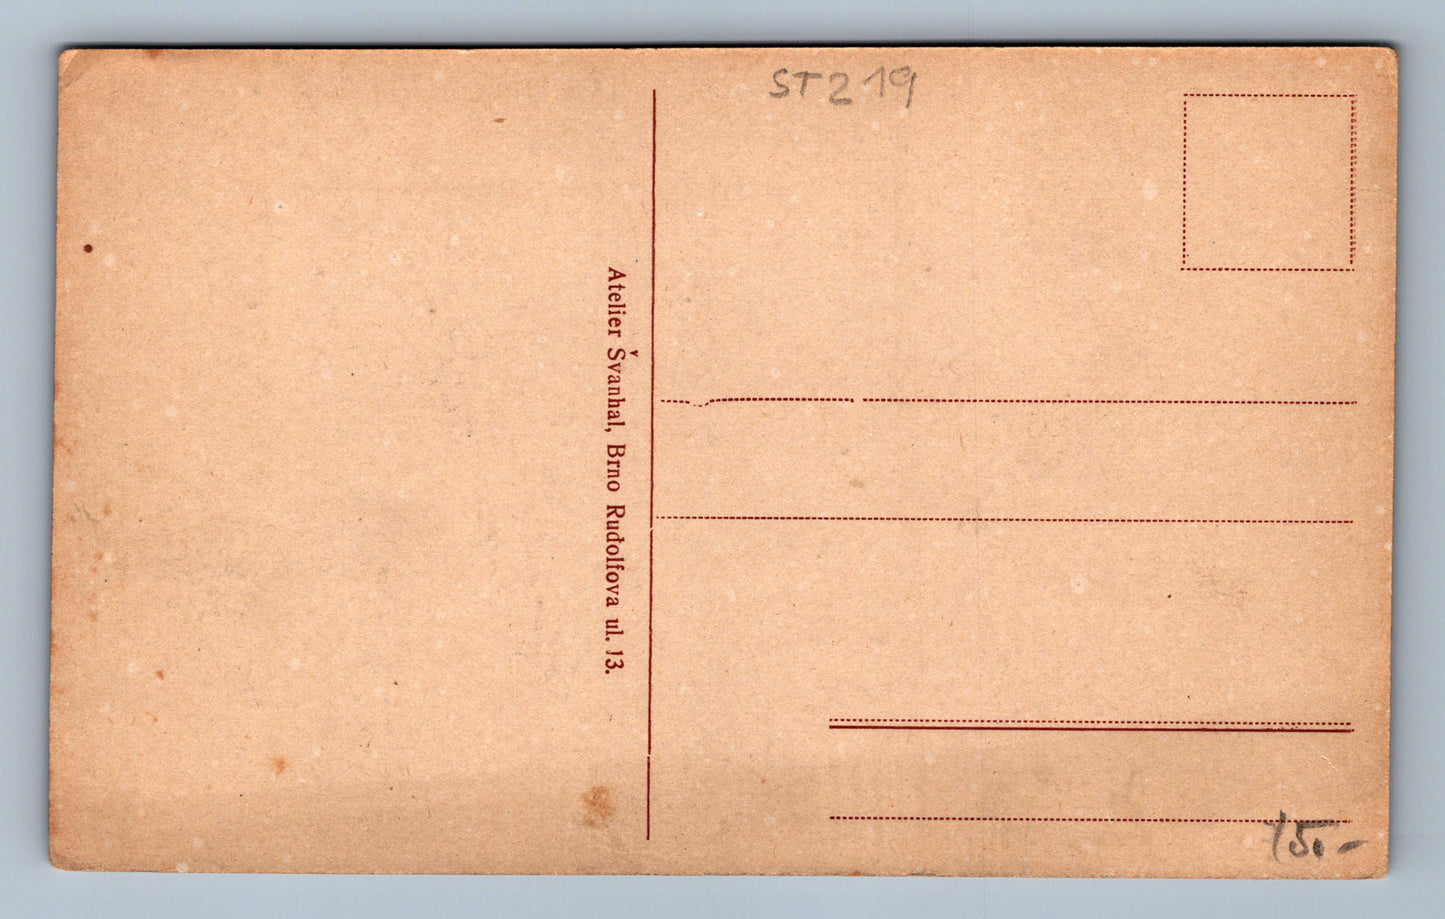 ST219
Atelier Švanhal, Brno Rudolfova ul. 13.
150-